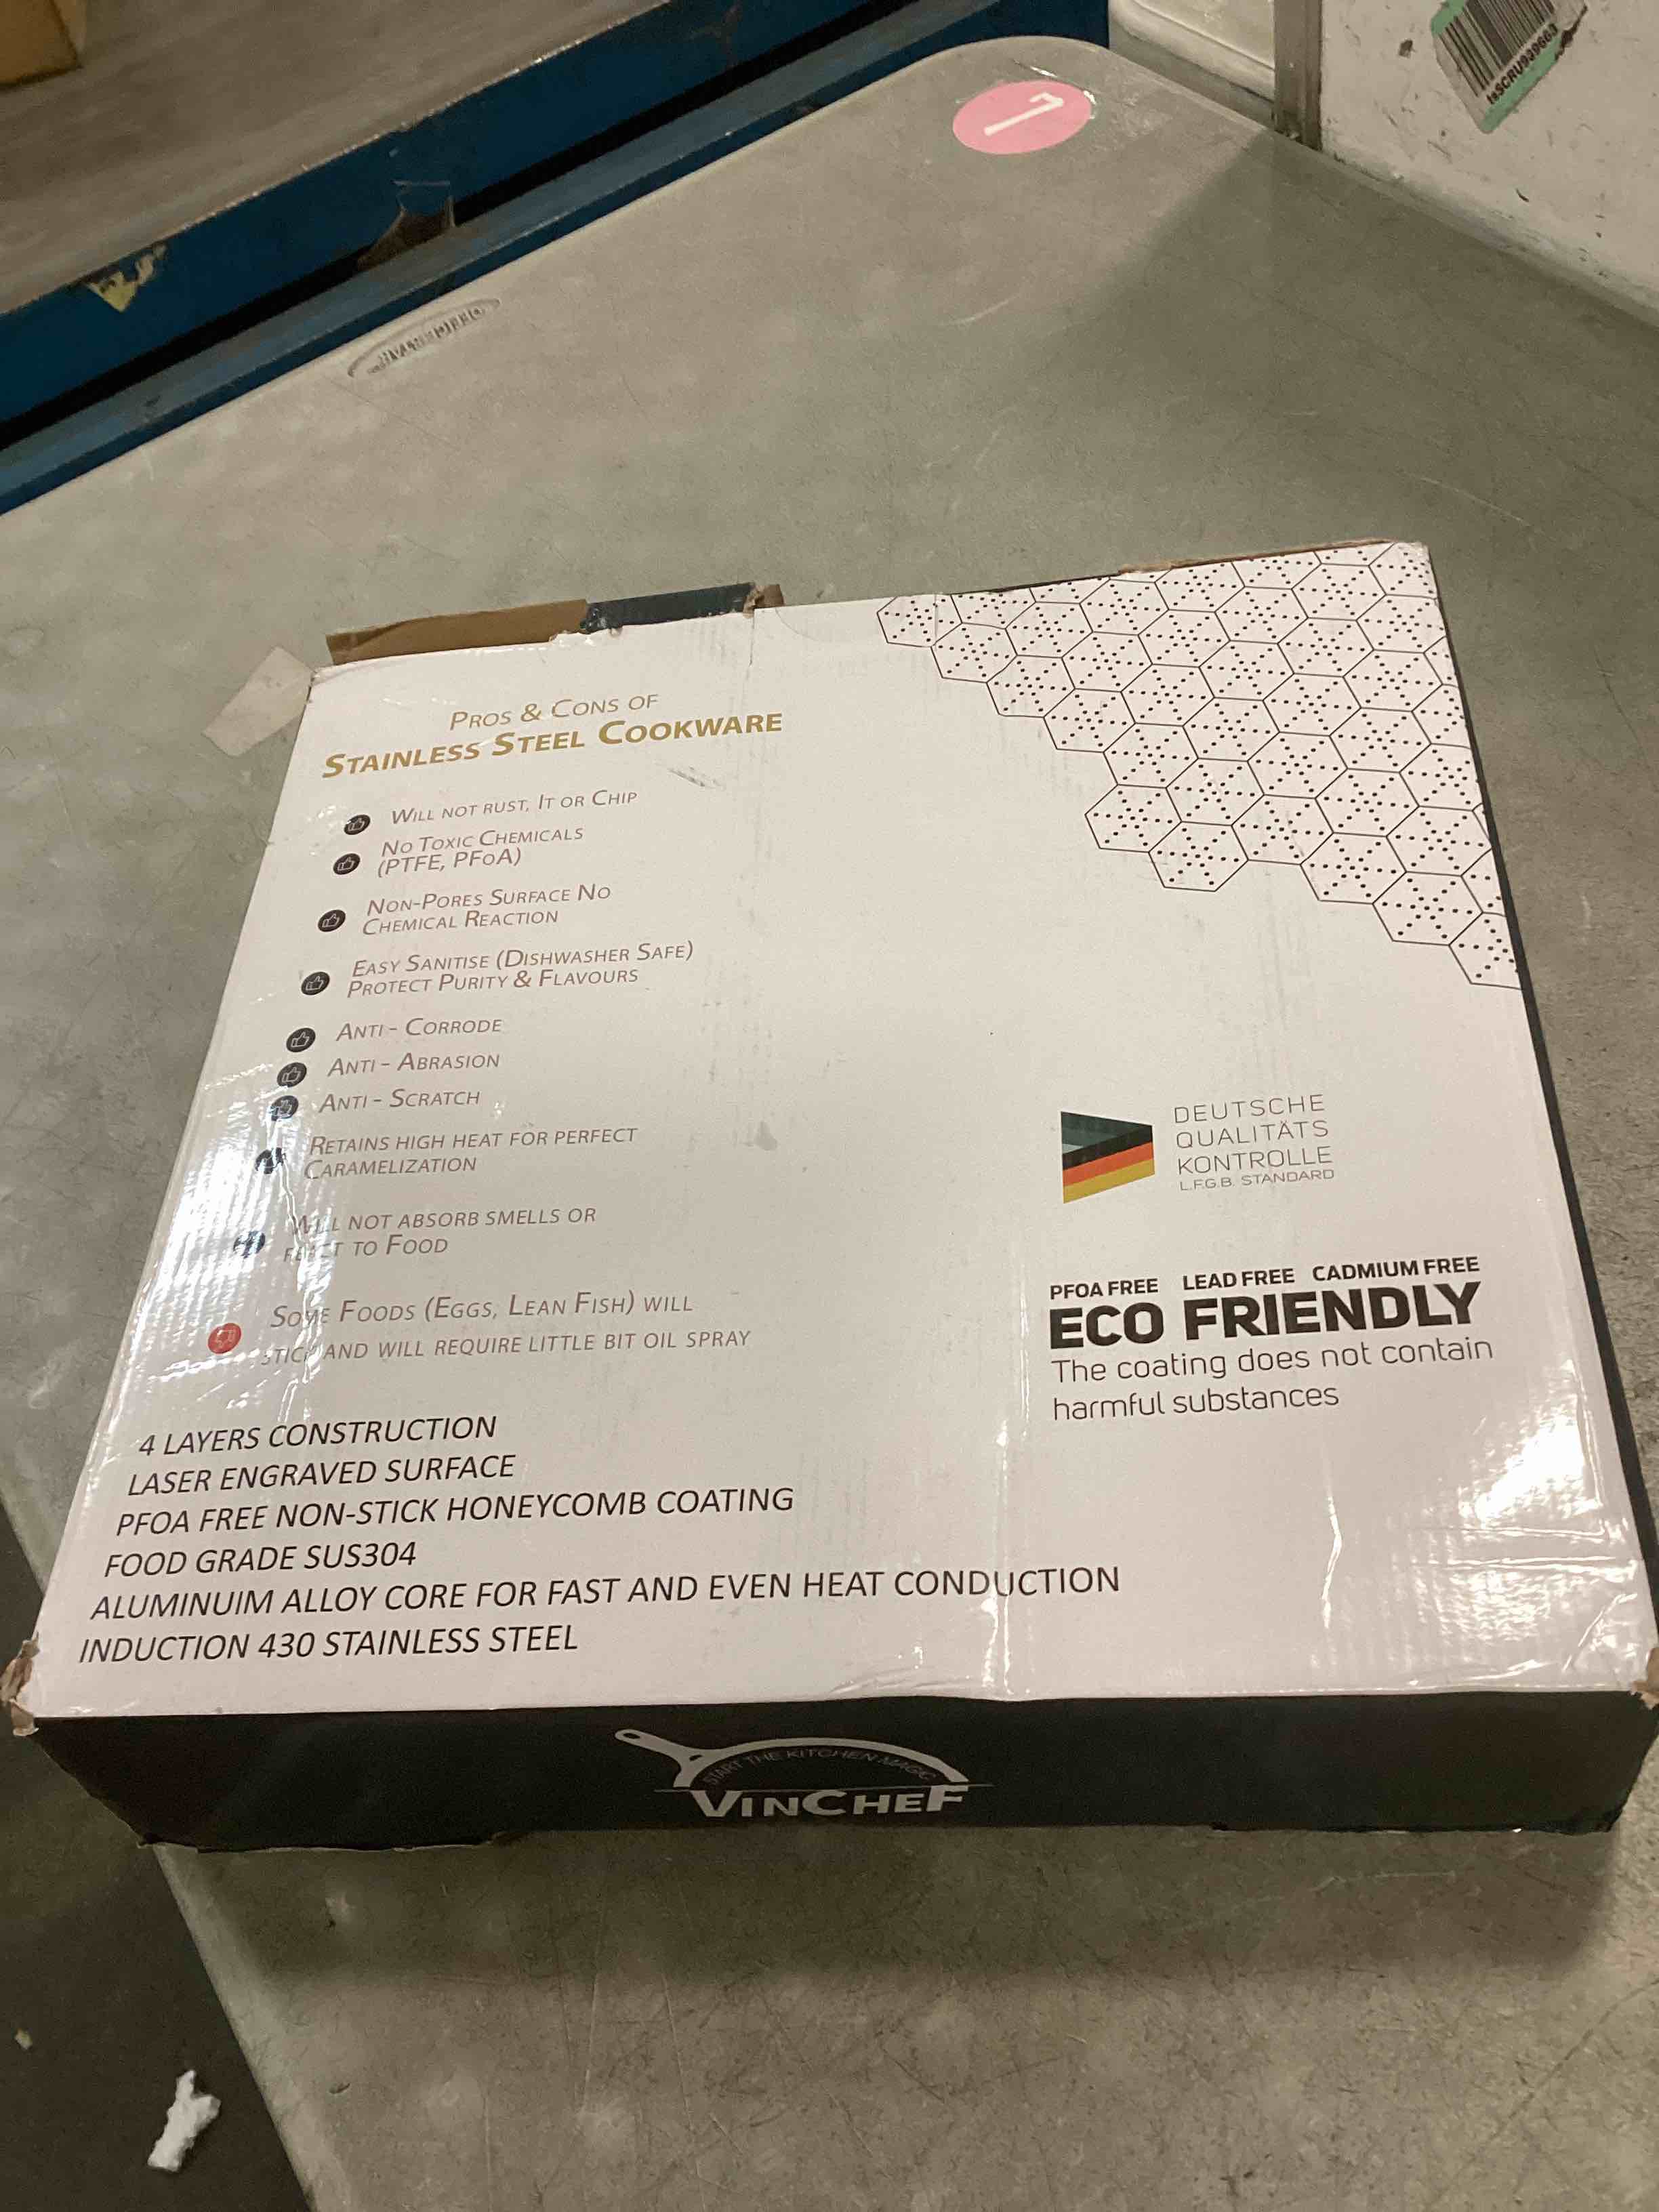 tsSCRU939663
PROS & CONS OF
STAINLESS STEEL COOKWARE
WILL NOT RUST, IT OR CHIP
NO TOXIC CHEMICALS
(PTFE, PFOA)
NON-PORES SURFACE NO
CHEMICAL REACTION
EASY SANITISE (DISHWASHER SAFE)
PROTECT PURITY & FLAVOURS
ANTI - CORRODE
ANTI - ABRASION
ANTI - SCRATCH
RETAINS HIGH HEAT FOR PERFECT
CARAMELIZATION
WILL NOT ABSORB SMELLS OR
REACT TO FOOD
SOME FOODS (EGGS, LEAN FISH) WILL
STICK AND WILL REQUIRE LITTLE BIT OIL SPRAY
4 LAYERS CONSTRUCTION
LASER ENGRAVED SURFACE
PFOA FREE NON-STICK HONEYCOMB COATING
FOOD GRADE SUS304
ALUMINUIM ALLOY CORE FOR FAST AND EVEN HEAT CONDUCTION
INDUCTION 430 STAINLESS STEEL
DEUTSCHE
QUALITÄTS
KONTROLLE
L.F.G.B. STANDARD
PFOA FREE LEAD FREE CADMIUM FREE
ECO FRIENDLY
The coating does not contain
harmful substances
START THE KITCHEN MAGIC
VINCHEF